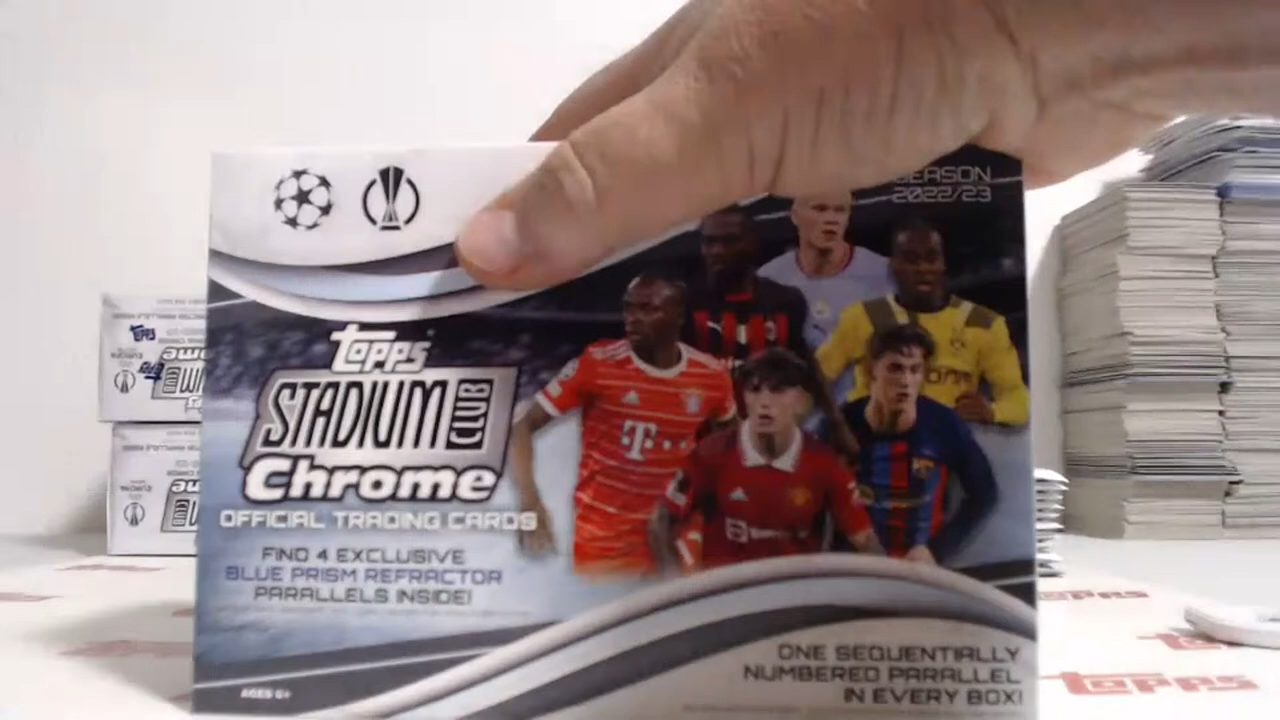 SEASON
2022/23
Topps
STADIUM CLUB
Chrome
OFFICIAL TRADING CARDS
FIND 4 EXCLUSIVE
BLUE PRISM REFRACTOR
PARALLELS INSIDE!
ONE SEQUENTIALLY
NUMBERED PARALLEL
IN EVERY BOX!
AGES 6+
T
topps
topps